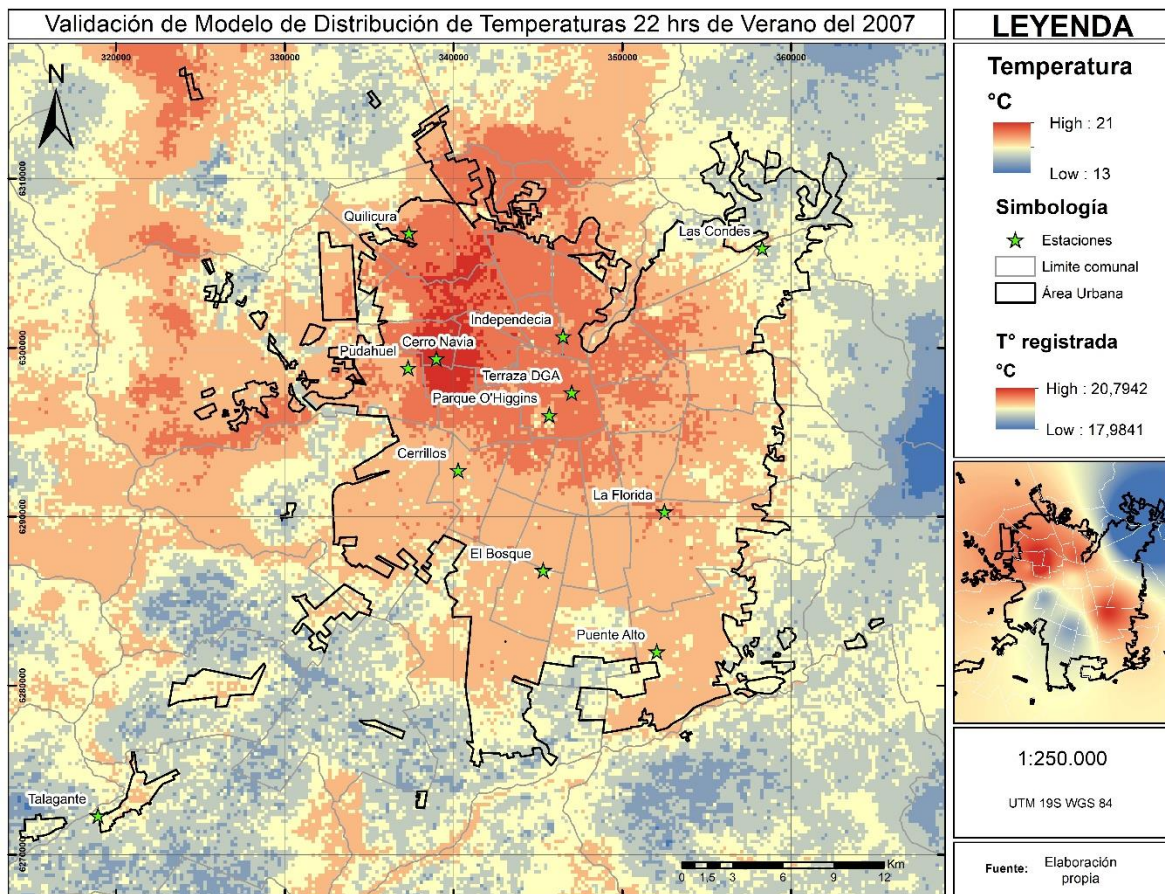 Validación de Modelo de Distribución de Temperaturas 22 hrs de Verano del 2007
320000
330000
340000
350000
360000
N
6310000
6300000
6290000
6280000
6270000
Quilicura
Las Condes
Independecia
Cerro Navia
Pudahuel
Terraza DGA
Parque O'Higgins
Cerrillos
La Florida
El Bosque
Puente Alto
Talagante
Km
0 1,5 3 6 9 12
LEYENDA
Temperatura
°C
High : 21
Low : 13
Simbología
Estaciones
Limite comunal
Área Urbana
T° registrada
°C
High : 20,7942
Low : 17,9841
1:250.000
UTM 19S WGS 84
Fuente: Elaboración
propia